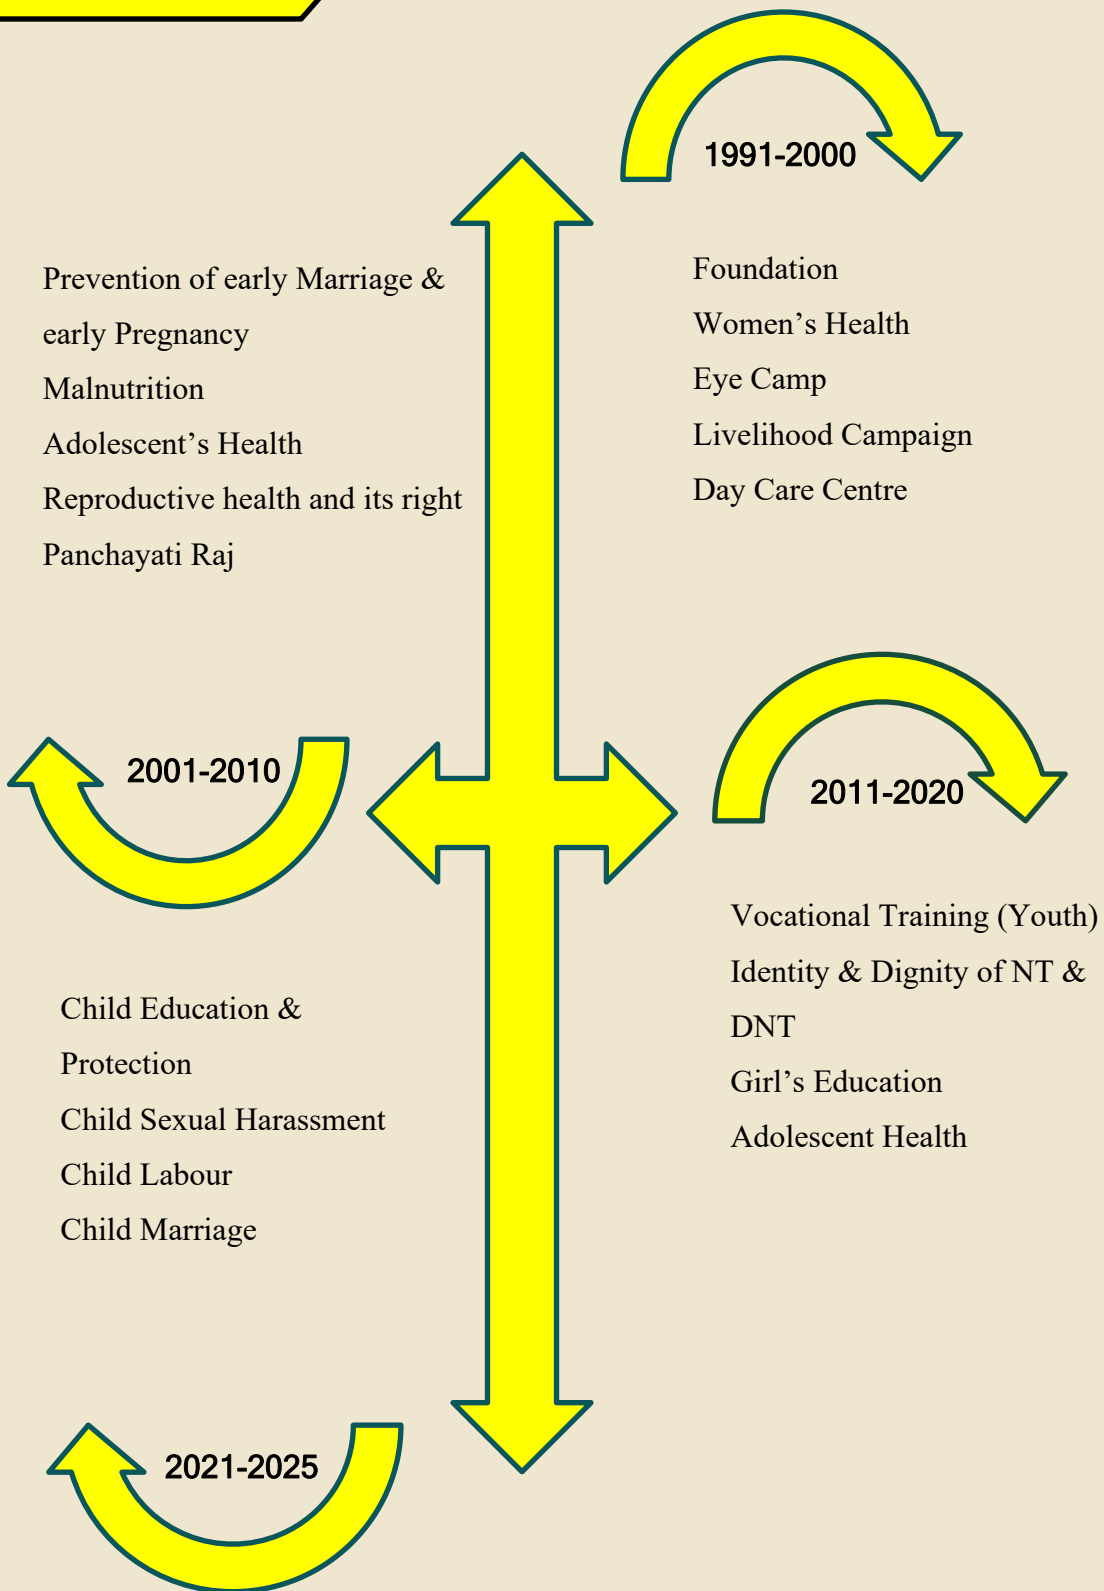 1991-2000
Foundation
Women’s Health
Eye Camp
Livelihood Campaign
Day Care Centre
Prevention of early Marriage &
early Pregnancy
Malnutrition
Adolescent’s Health
Reproductive health and its right
Panchayati Raj
2001-2010
2011-2020
Vocational Training (Youth)
Identity & Dignity of NT &
DNT
Girl’s Education
Adolescent Health
Child Education &
Protection
Child Sexual Harassment
Child Labour
Child Marriage
2021-2025